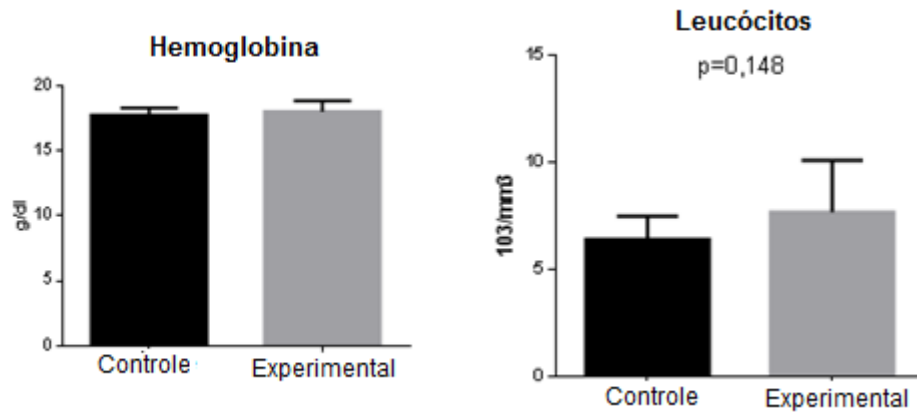 Hemoglobina
20
15
10
5
0
g/dl
Controle
Experimental
Leucócitos
p=0,148
15
10
5
0
103/mmß
Controle
Experimental